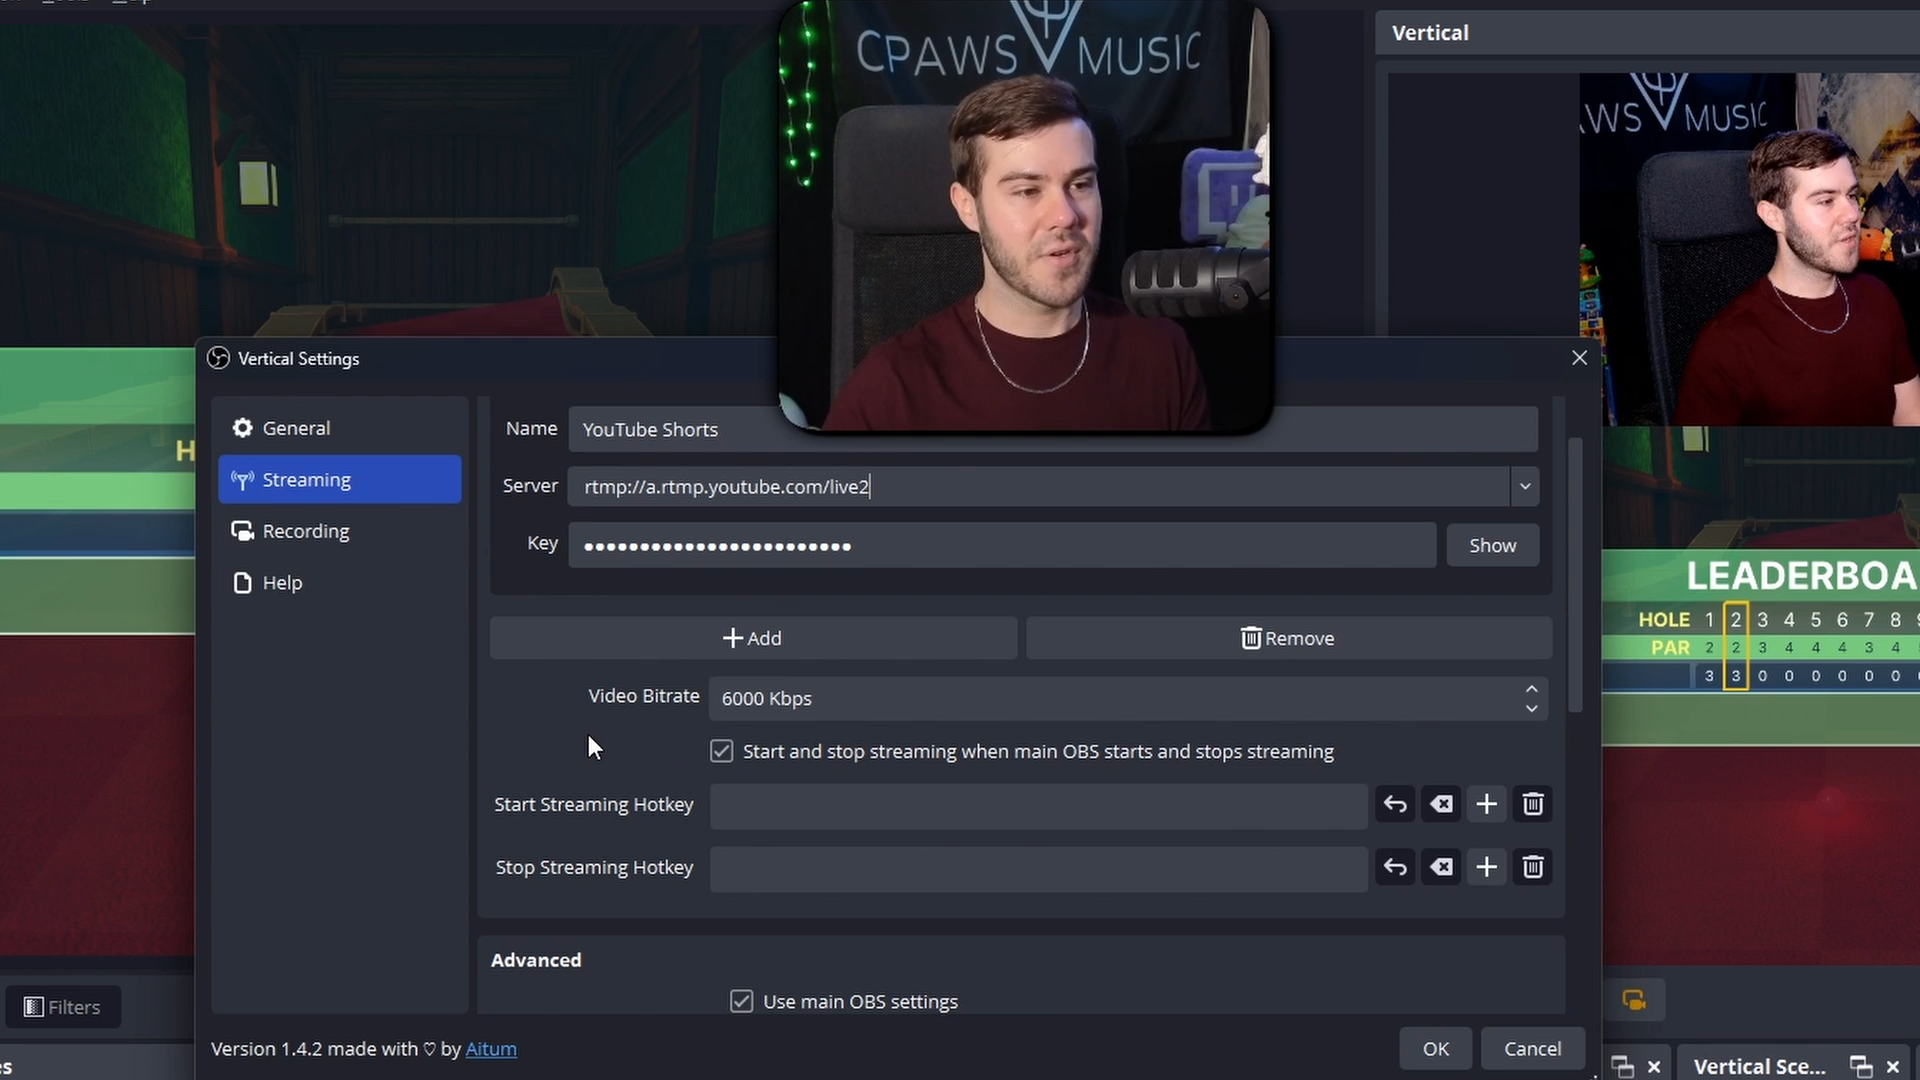 CPAWS MUSIC
Vertical
AWS MUSIC
Vertical Settings
General
Streaming
Recording
Help
Name YouTube Shorts
Server rtmp://a.rtmp.youtube.com/live2
Key ••••••••••••••••••••••••
Show
Add
Remove
Video Bitrate 6000 Kbps
Start and stop streaming when main OBS starts and stops streaming
Start Streaming Hotkey
Stop Streaming Hotkey
Advanced
Use main OBS settings
Version 1.4.2 made with ♡ by Aitum
OK
Cancel
H
LEADERBOA
HOLE 1 2 3 4 5 6 7 8
PAR 2 2 3 4 4 4 3 4
3 3 0 0 0 0 0 0
Filters
es
Vertical Sce...